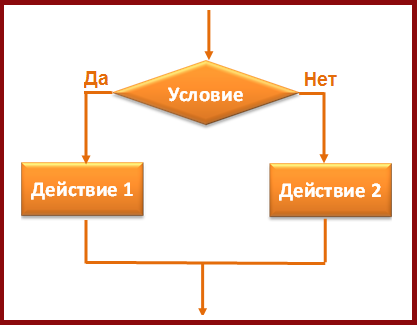 Да
Нет
Условие
Действие 1
Действие 2